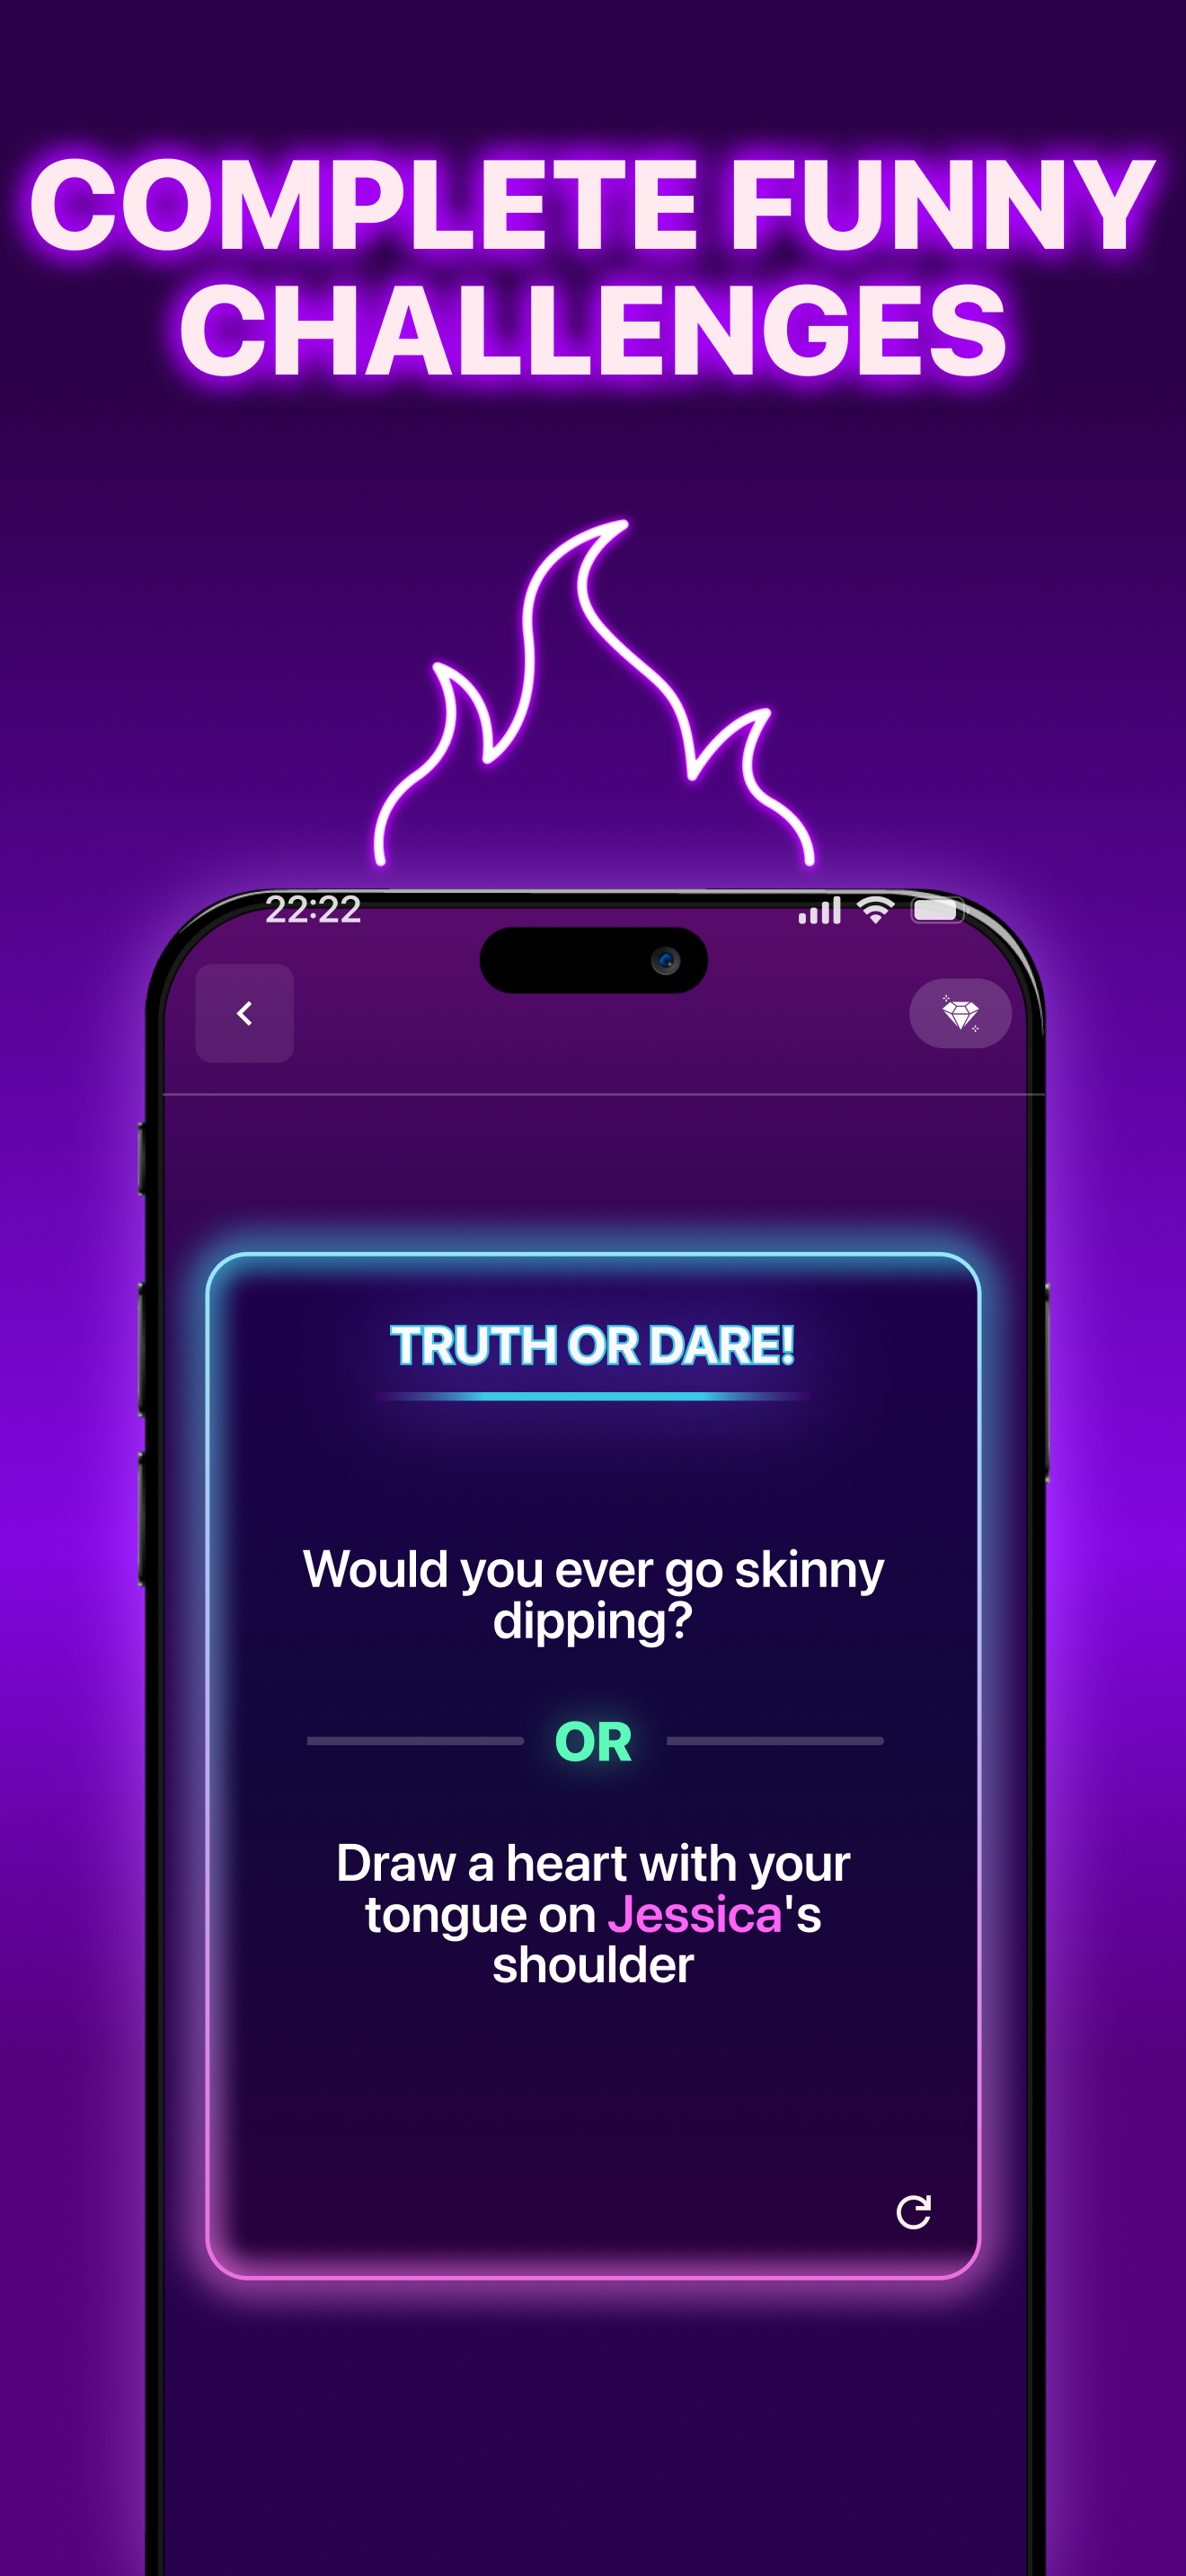 COMPLETE FUNNY
CHALLENGES
22:22
TRUTH OR DARE!
Would you ever go skinny
dipping?
OR
Draw a heart with your
tongue on Jessica's
shoulder